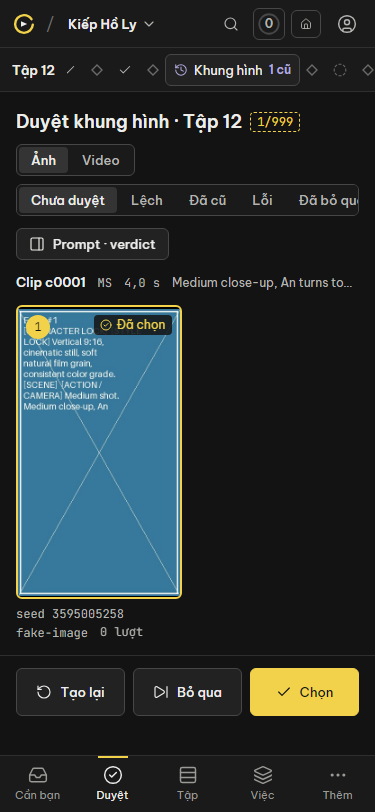 / Kiếp Hồ Ly
0
Tập 12
Khung hình 1 cũ
Duyệt khung hình · Tập 12 1/999
Ảnh Video
Chưa duyệt Lệch Đã cũ Lỗi Đã bỏ
Prompt · verdict
Clip c0001 MS 4,0 s Medium close-up, An turns to...
1
Đã chọn
LOCK] Vertical 9:16,
cinematic still, soft
natural film grain,
consistent color grade.
[SCENE] [ACTION /
CAMERA] Medium shot.
Medium close-up, An
seed 3595005258
fake-image 0 lượt
Tạo lại Bỏ qua Chọn
Cần bạn Duyệt Tập Việc Thêm